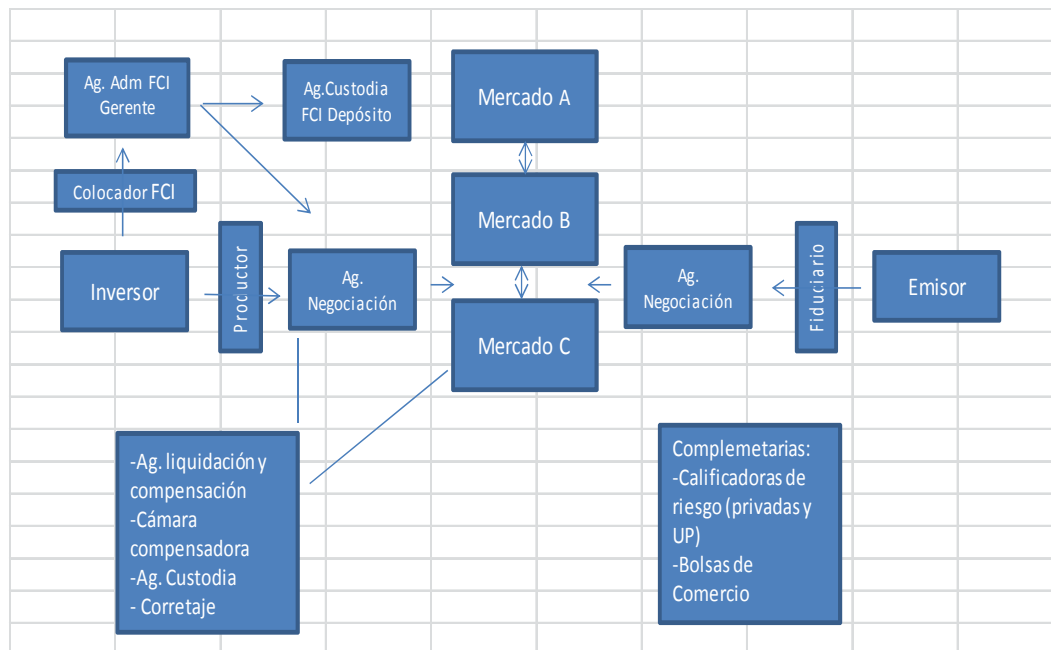 Ag. Adm FCI
Gerente
Ag.Custodia
FCI Depósito
Mercado A
Colocador FCI
Mercado B
Inversor
Productor
Ag.
Negociación
Ag.
Negociación
Fiduciario
Emisor
Mercado C
-Ag. liquidación y
compensación
-Cámara
compensadora
-Ag. Custodia
- Corretaje
Complemetarias:
-Calificadoras de
riesgo (privadas y
UP)
-Bolsas de
Comercio